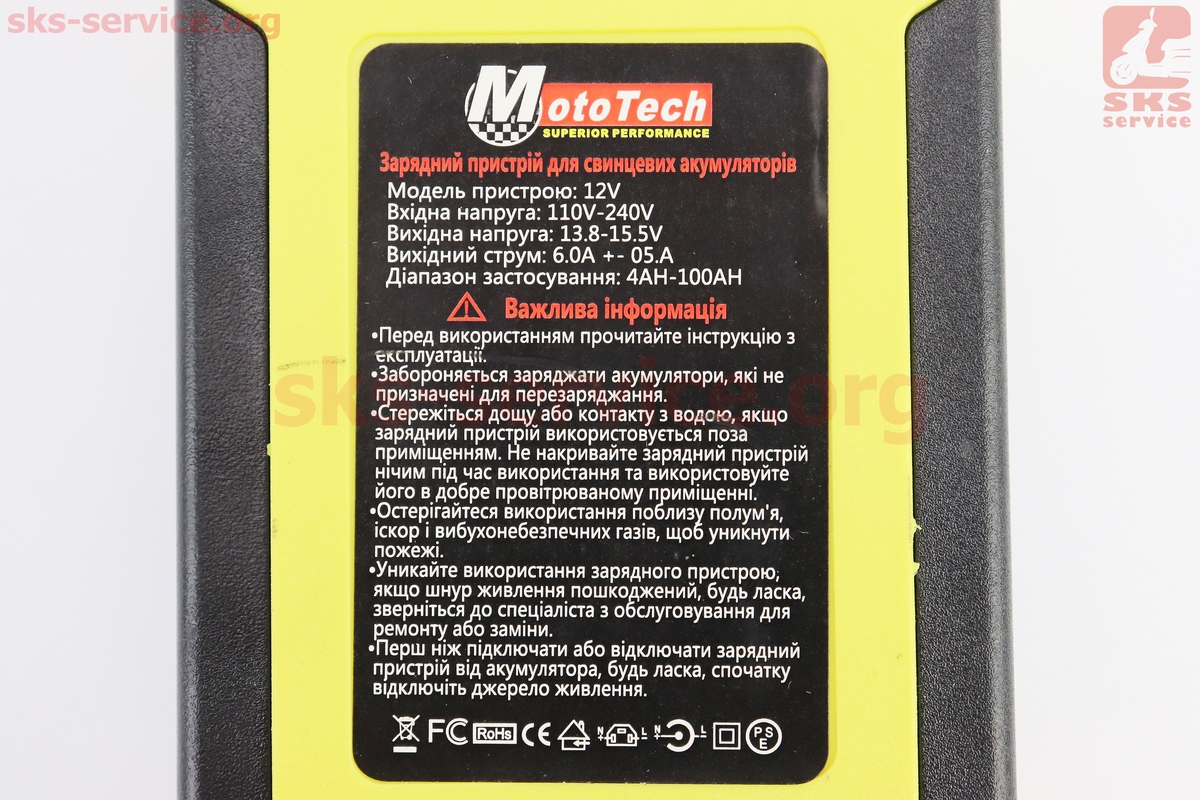 sks-service.org
SKS
service
MotoTech
SUPERIOR PERFORMANCE
Зарядний пристрій для свинцевих акумуляторів
Модель пристрою: 12V
Вхідна напруга: 110V-240V
Вихідна напруга: 13.8-15.5V
Вихідний струм: 6.0A +- 05.A
Діапазон застосування: 4AH-100AH
Важлива інформація
•Перед використанням прочитайте інструкцію з
експлуатації.
•Забороняється заряджати акумулятори, які не
призначені для перезаряджання.
sks-service.org
•Стережіться дощу або контакту з водою, якщо
зарядний пристрій використовується поза
приміщенням. Не накривайте зарядний пристрій
нічим під час використання та використовуйте
його в добре провітрюваному приміщенні.
•Остерігайтеся використання поблизу полум'я,
іскор і вибухонебезпечних газів, щоб уникнути
пожежі.
•Уникайте використання зарядного пристрою,
якщо шнур живлення пошкоджений, будь ласка,
зверніться до спеціаліста з обслуговування для
ремонту або заміни.
•Перш ніж підключати або відключати зарядний
пристрій від акумулятора, будь ласка, спочатку
відключіть джерело живлення.
FC RoHS CE N L N L PSE